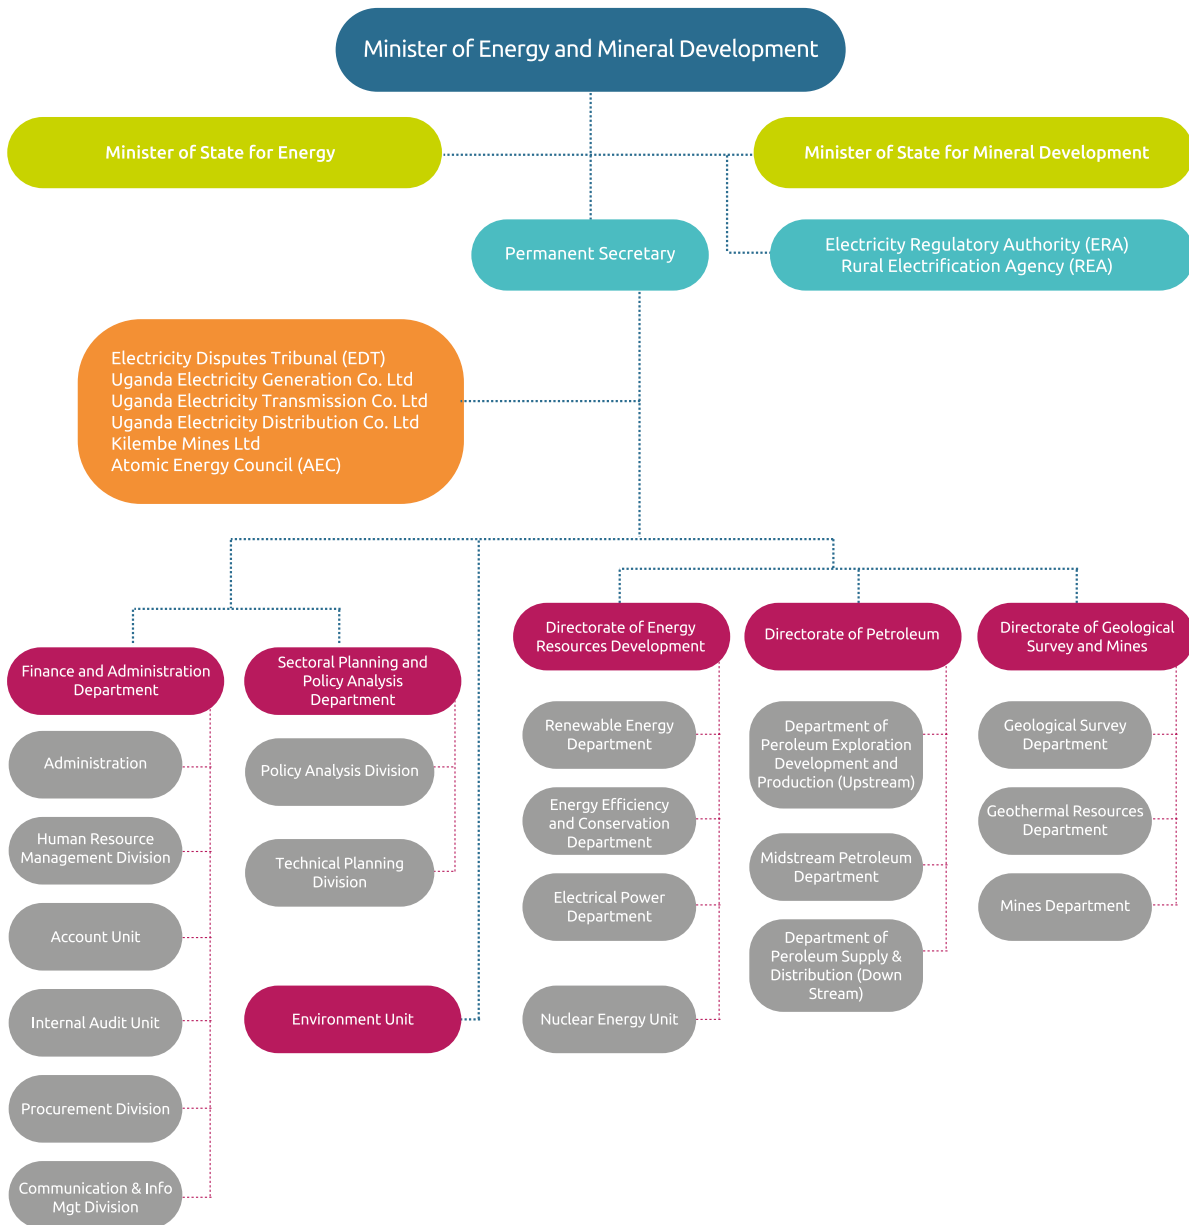 Minister of Energy and Mineral Development
Minister of State for Energy
Minister of State for Mineral Development
Permanent Secretary
Electricity Regulatory Authority (ERA)
Rural Electrification Agency (REA)
Electricity Disputes Tribunal (EDT)
Uganda Electricity Generation Co. Ltd
Uganda Electricity Transmission Co. Ltd
Uganda Electricity Distribution Co. Ltd
Kilembe Mines Ltd
Atomic Energy Council (AEC)
Finance and Administration
Department
Administration
Human Resource
Management Division
Account Unit
Internal Audit Unit
Procurement Division
Communication & Info
Mgt Division
Sectoral Planning and
Policy Analysis
Department
Policy Analysis Division
Technical Planning
Division
Environment Unit
Directorate of Energy
Resources Development
Renewable Energy
Department
Energy Efficiency
and Conservation
Department
Electrical Power
Department
Nuclear Energy Unit
Directorate of Petroleum
Department of
Peroleum Exploration
Development and
Production (Upstream)
Midstream Petroleum
Department
Department of
Peroleum Supply &
Distribution (Down
Stream)
Directorate of Geological
Survey and Mines
Geological Survey
Department
Geothermal Resources
Department
Mines Department